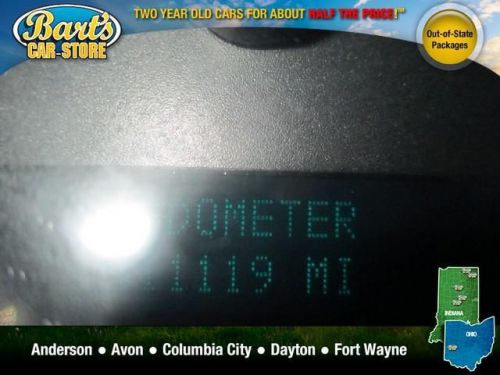 Bart's
CAR-STORE
TWO YEAR OLD CARS FOR ABOUT HALF THE PRICE!™
Out-of-State
Packages
DOMETER
1119 MI
INDIANA
OHIO
Anderson ● Avon ● Columbia City ● Dayton ● Fort Wayne